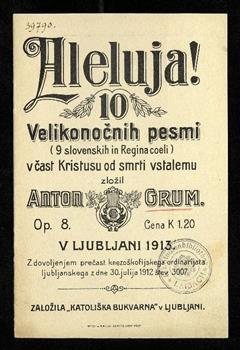 39790.
Aleluja!
10
Velikonočnih pesmi
(9 slovenskih in Regina coeli)
v čast Kristusu od smrti vstalemu
zložil
ANTON GRUM.
Op. 8. Cena K 1.20
V LJUBLJANI 1913.
Z dovoljenjem prečast. knezoškofijskega ordinarijata
ljubljanskega z dne 30. julija 1912 štev. 3007.
ZALOŽILA „KATOLIŠKA BUKVARNA" V LJUBLJANI.